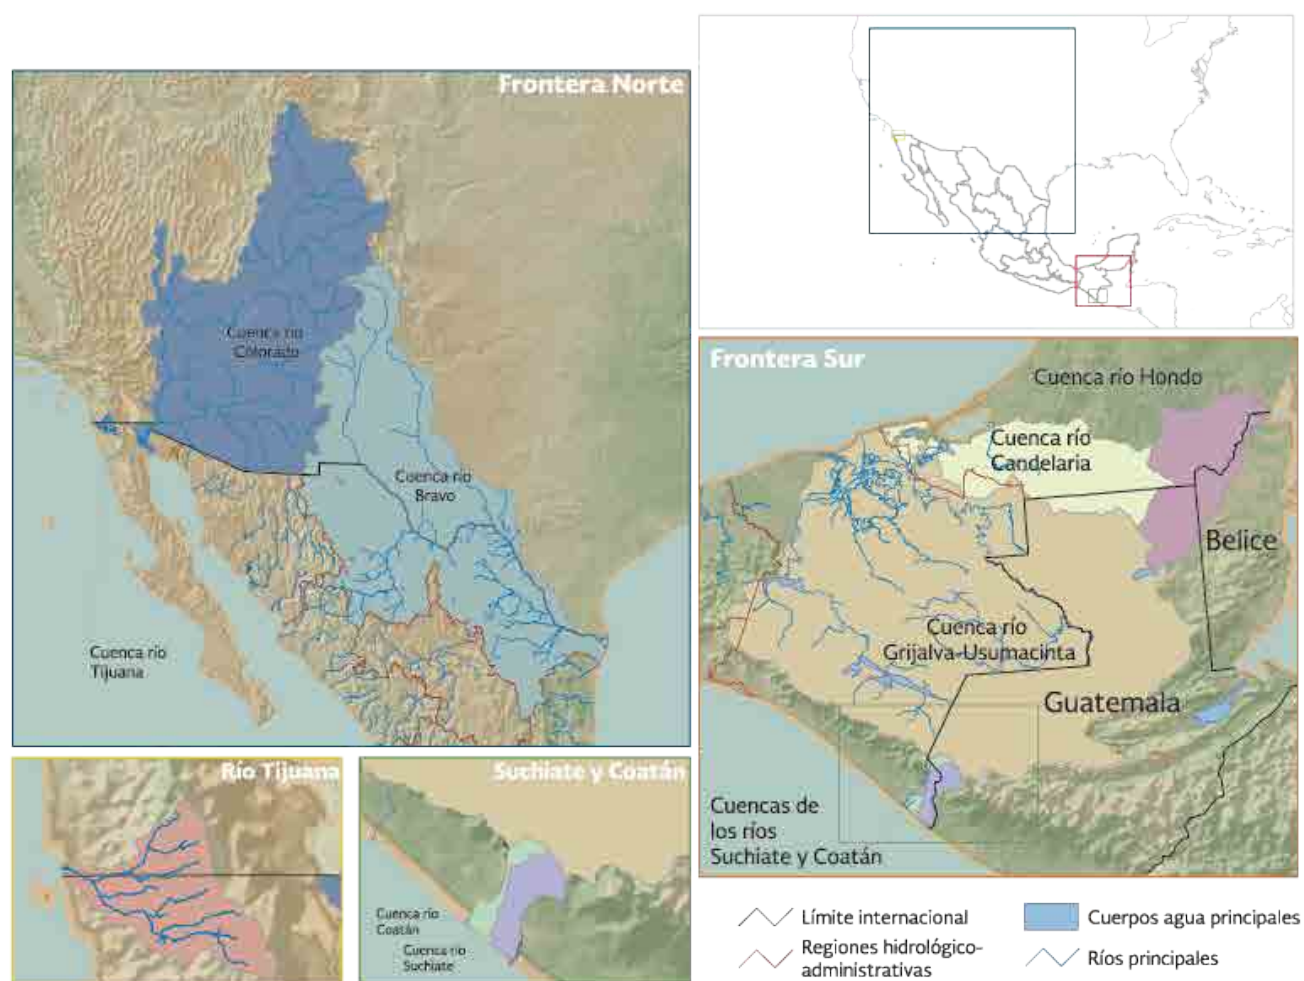 Frontera Norte
Cuenca río
Colorado
Cuenca río
Bravo
Cuenca río
Tijuana
Río Tijuana
Suchiate y Coatán
Cuenca río
Coatán
Cuenca río
Suchiate
Frontera Sur
Cuenca río Hondo
Cuenca río
Candelaria
Belice
Cuenca río
Grijalva-Usumacinta
Guatemala
Cuencas de
los ríos
Suchiate y Coatán
Límite internacional
Regiones hidrológico-
administrativas
Cuerpos agua principales
Ríos principales